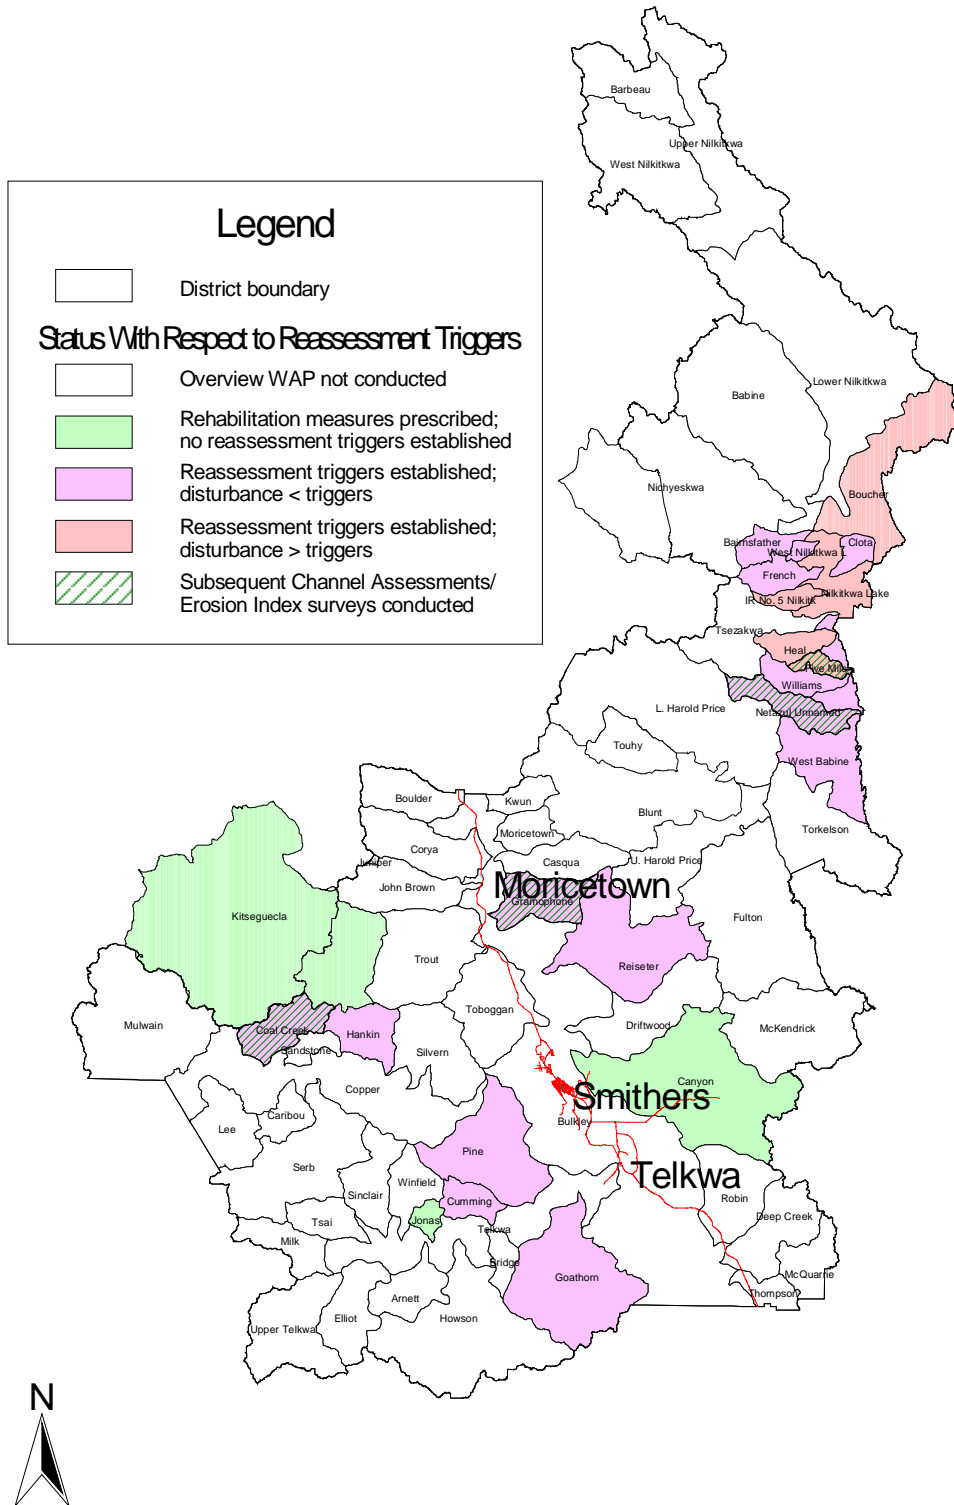 Barbeau
Upper Nilkitkwa
West Nilkitkwa
Legend
District boundary
Status With Respect to Reassessment Triggers
Overview WAP not conducted
Rehabilitation measures prescribed;
no reassessment triggers established
Reassessment triggers established;
disturbance < triggers
Reassessment triggers established;
disturbance > triggers
Subsequent Channel Assessments/
Erosion Index surveys conducted
Lower Nilkitkwa
Babine
Nichyeskwa
Boucher
Bairnsfather
Clota
West Nilkitkwa L
French
Nilkitkwa Lake
IR No. 5 Nilkitk
Tsezakwa
Heal
Five Mile
Williams
L. Harold Price
Netazul Unnamed
Touhy
West Babine
Boulder
Kwun
Blunt
Torkelson
Moricetown
Corya
Casqua
U. Harold Price
Juniper
John Brown
Moricetown
Gramophone
Kitseguecla
Fulton
Trout
Reiseter
Toboggan
Mulwain
Coal Creek
Hankin
Driftwood
McKendrick
Sandstone
Silvern
Copper
Canyon
Smithers
Caribou
Lee
Bulkley
Pine
Serb
Telkwa
Winfield
Sinclair
Cumming
Robin
Jonas
Tsai
Telkwa
Deep Creek
Milk
Bridge
Goathorn
McQuarrie
Thompson
Arnett
Elliot
Howson
Upper Telkwa
N